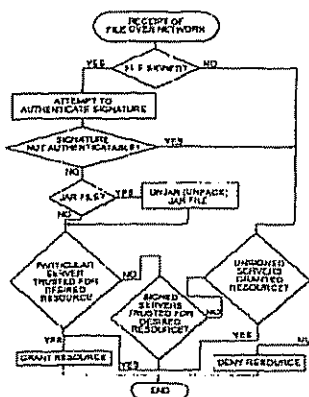 RECEIPT OF
FILE OVER NETWORK
FILE SIGNED?
YES
NO
ATTEMPT TO
AUTHENTICATE SIGNATURE
SIGNATURE
NOT AUTHENTICATABLE?
YES
NO
JAR FILE?
YES
UNJAR (UNPACK)
JAR FILE
NO
PARTICULAR
SERVER
TRUSTED FOR
DESIRED
RESOURCE?
NO
SIGNED
SERVERS
TRUSTED FOR
DESIRED
RESOURCE?
NO
UNSIGNED
SERVERS
GRANTED
RESOURCE?
YES
YES
YES
NO
GRANT RESOURCE
DENY RESOURCE
END